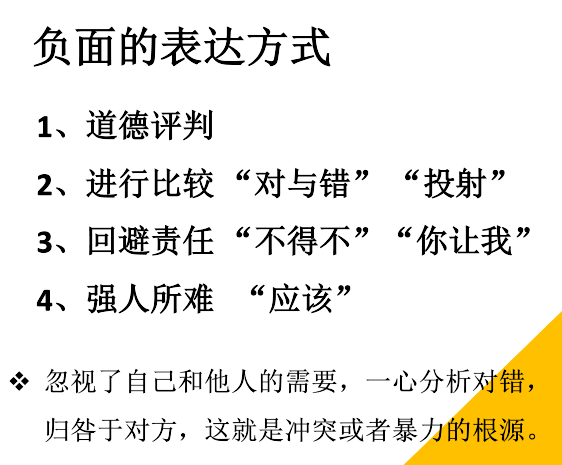 负面的表达方式
1、道德评判
2、进行比较 “对与错” “投射”
3、回避责任 “不得不” “你让我”
4、强人所难 “应该”
❖ 忽视了自己和他人的需要，一心分析对错，
归咎于对方，这就是冲突或者暴力的根源。